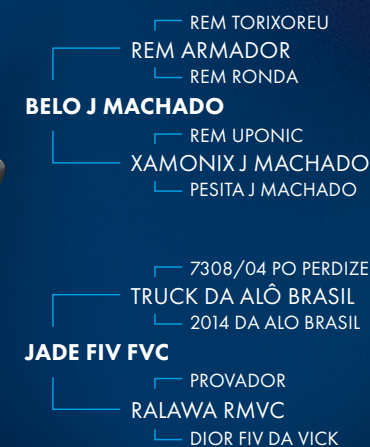 REM TORIXOREU
REM ARMADOR
REM RONDA
BELO J MACHADO
REM UPONIC
XAMONIX J MACHADO
PESITA J MACHADO
7308/04 PO PERDIZE
TRUCK DA ALÔ BRASIL
2014 DA ALO BRASIL
JADE FIV FVC
PROVADOR
RALAWA RMVC
DIOR FIV DA VICK